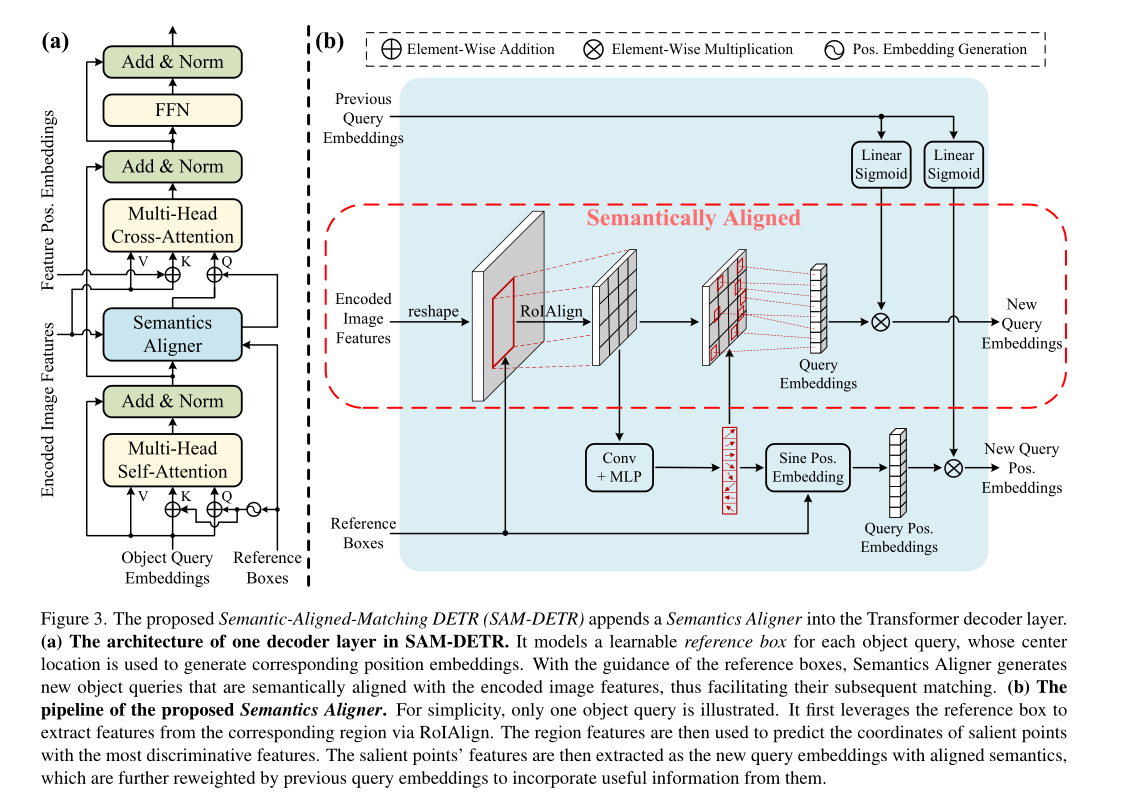 (a)
Add & Norm
FFN
Add & Norm
Multi-Head
Cross-Attention
V
K
Q
Semantics
Aligner
Add & Norm
Multi-Head
Self-Attention
V
K
Q
Object Query
Embeddings
Reference
Boxes
Feature Pos. Embeddings
Encoded Image Features
(b)
Element-Wise Addition
Element-Wise Multiplication
Pos. Embedding Generation
Previous
Query
Embeddings
Linear
Sigmoid
Linear
Sigmoid
Semantically Aligned
Encoded
Image
Features
reshape
RoIAlign
Query
Embeddings
New
Query
Embeddings
Conv
+ MLP
Sine Pos.
Embedding
Query Pos.
Embeddings
New Query
Pos.
Embeddings
Reference
Boxes
Figure 3. The proposed Semantic-Aligned-Matching DETR (SAM-DETR) appends a Semantics Aligner into the Transformer decoder layer.
(a) The architecture of one decoder layer in SAM-DETR. It models a learnable reference box for each object query, whose center
location is used to generate corresponding position embeddings. With the guidance of the reference boxes, Semantics Aligner generates
new object queries that are semantically aligned with the encoded image features, thus facilitating their subsequent matching. (b) The
pipeline of the proposed Semantics Aligner. For simplicity, only one object query is illustrated. It first leverages the reference box to
extract features from the corresponding region via RoIAlign. The region features are then used to predict the coordinates of salient points
with the most discriminative features. The salient points' features are then extracted as the new query embeddings with aligned semantics,
which are further reweighted by previous query embeddings to incorporate useful information from them.